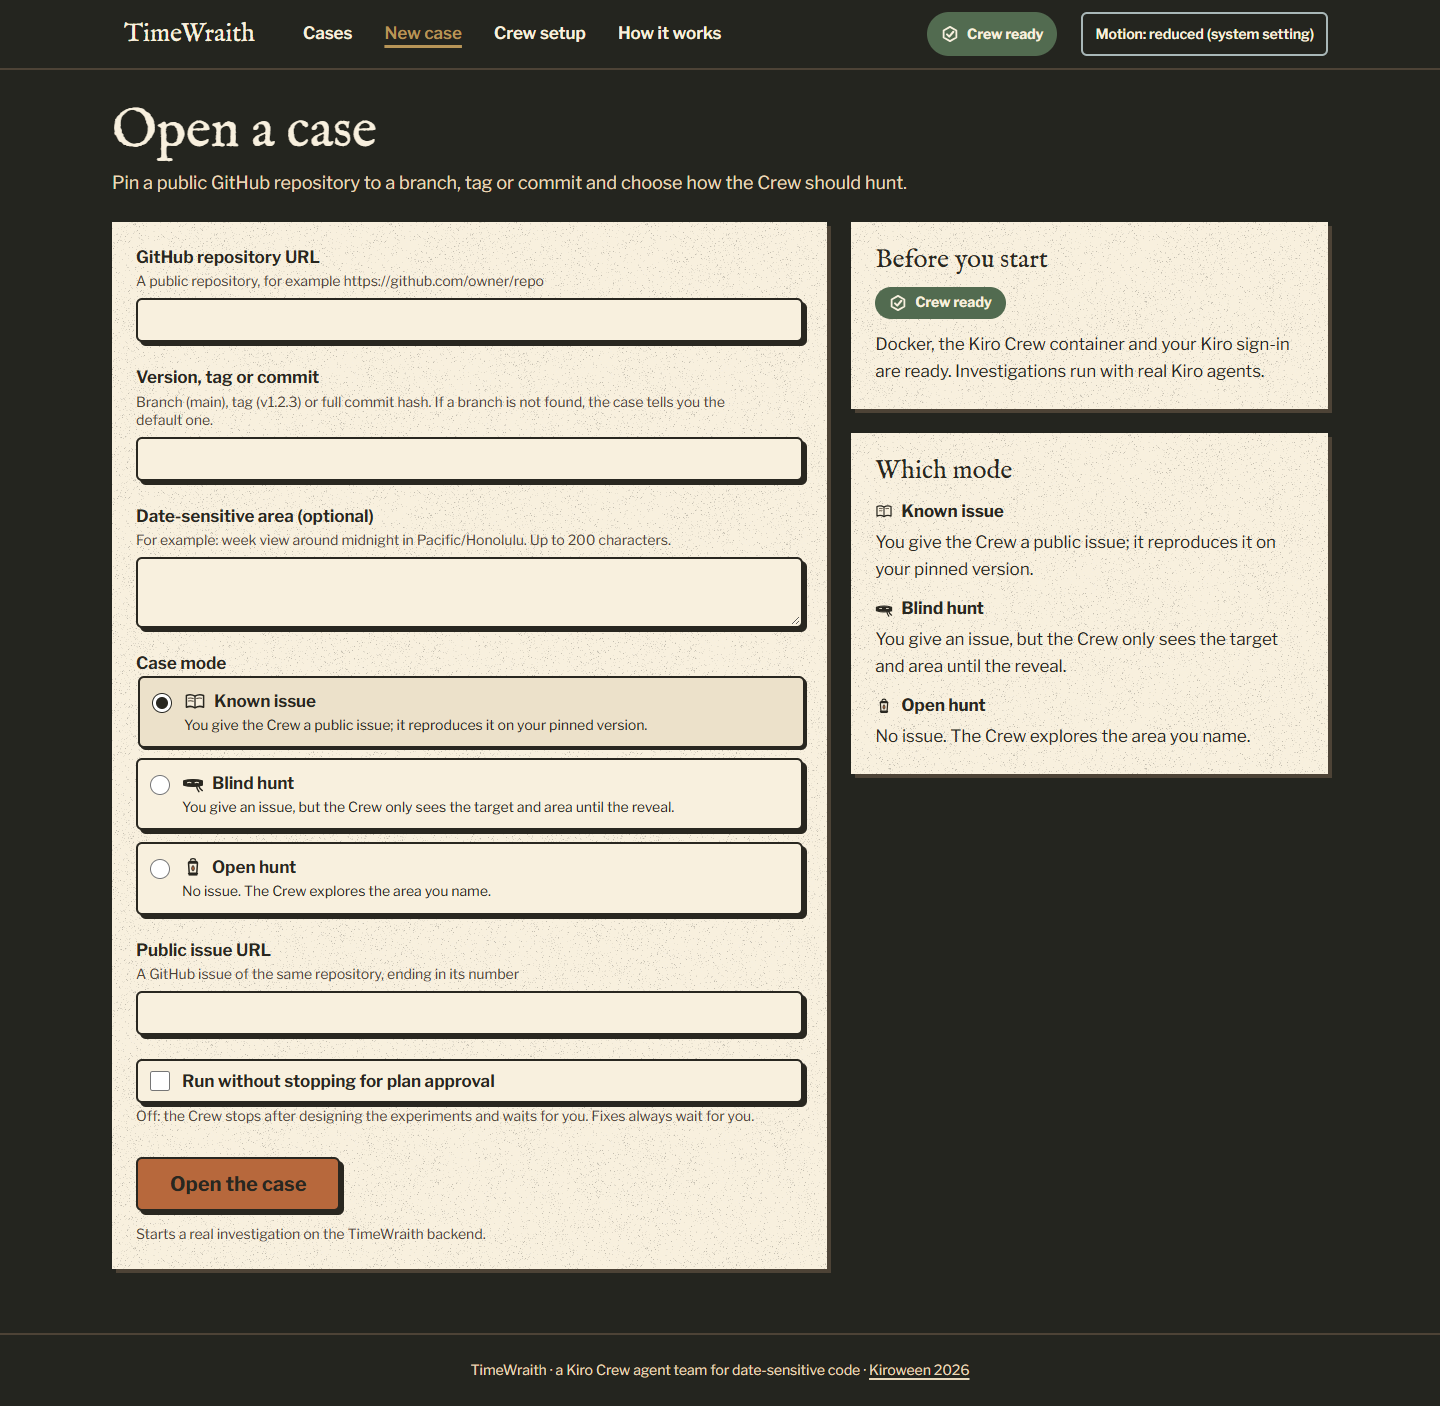 TimeWraith
Cases
New case
Crew setup
How it works
Crew ready
Motion: reduced (system setting)
Open a case
Pin a public GitHub repository to a branch, tag or commit and choose how the Crew should hunt.
GitHub repository URL
A public repository, for example https://github.com/owner/repo
Version, tag or commit
Branch (main), tag (v1.2.3) or full commit hash. If a branch is not found, the case tells you the
default one.
Date-sensitive area (optional)
For example: week view around midnight in Pacific/Honolulu. Up to 200 characters.
Case mode
Known issue
You give the Crew a public issue; it reproduces it on your pinned version.
Blind hunt
You give an issue, but the Crew only sees the target and area until the reveal.
Open hunt
No issue. The Crew explores the area you name.
Public issue URL
A GitHub issue of the same repository, ending in its number
Run without stopping for plan approval
Off: the Crew stops after designing the experiments and waits for you. Fixes always wait for you.
Open the case
Starts a real investigation on the TimeWraith backend.
Before you start
Crew ready
Docker, the Kiro Crew container and your Kiro sign-in
are ready. Investigations run with real Kiro agents.
Which mode
Known issue
You give the Crew a public issue; it reproduces it on
your pinned version.
Blind hunt
You give an issue, but the Crew only sees the target
and area until the reveal.
Open hunt
No issue. The Crew explores the area you name.
TimeWraith · a Kiro Crew agent team for date-sensitive code · Kiroween 2026